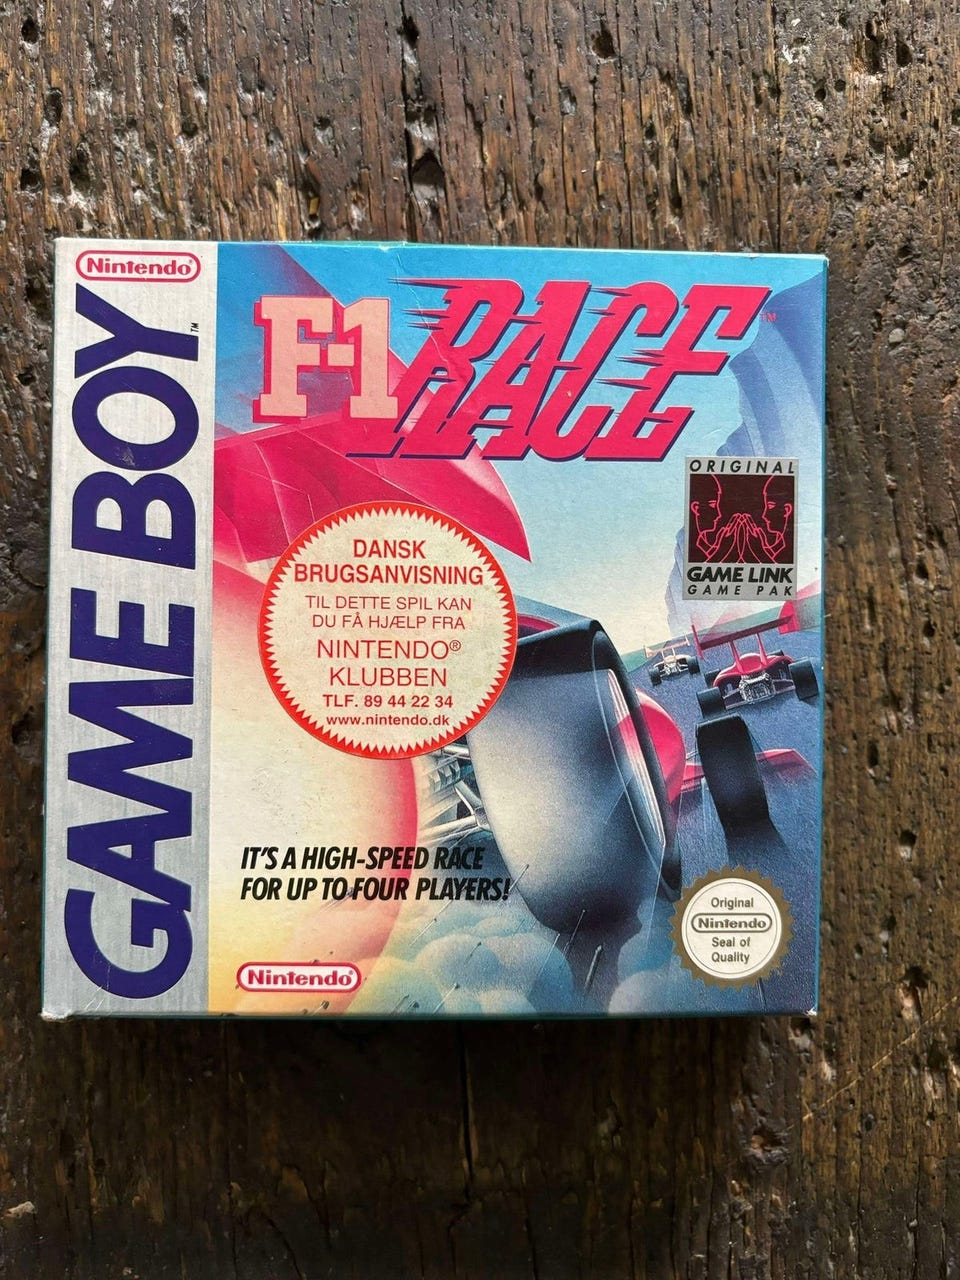 Nintendo®
GAME BOY™
F-1 RACE™
ORIGINAL
GAME LINK
GAME PAK
DANSK
BRUGSANVISNING
TIL DETTE SPIL KAN
DU FÅ HJÆLP FRA
NINTENDO®
KLUBBEN
TLF. 89 44 22 34
www.nintendo.dk
IT'S A HIGH-SPEED RACE
FOR UP TO FOUR PLAYERS!
Nintendo®
Original
Nintendo
Seal of
Quality